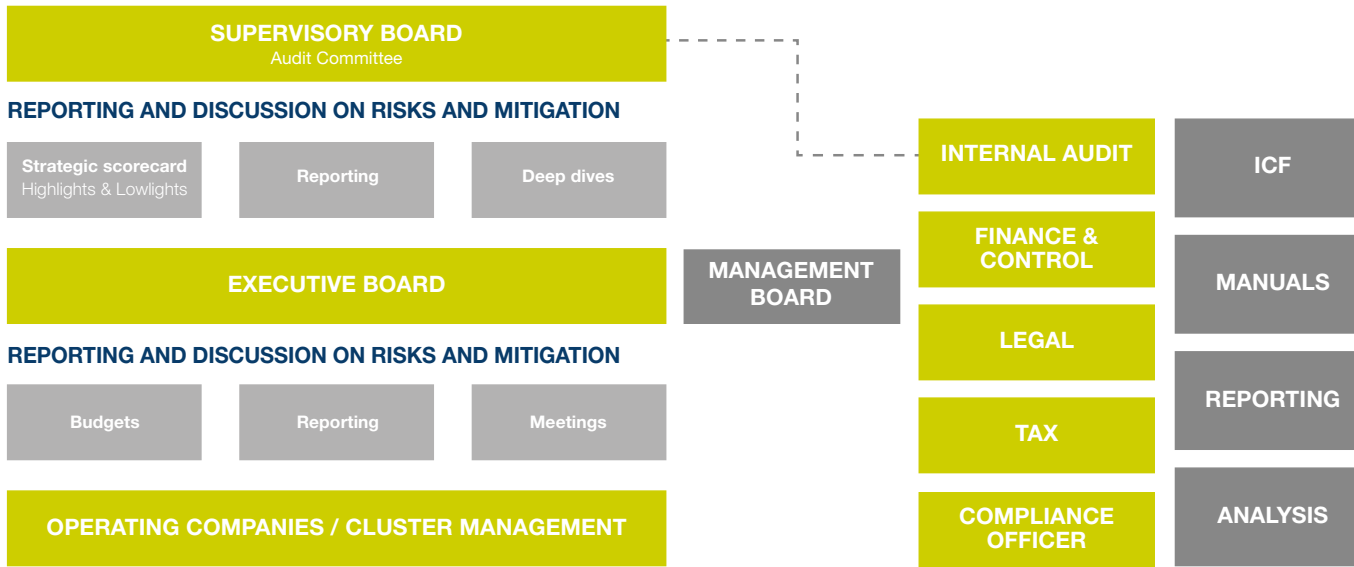 SUPERVISORY BOARD
Audit Committee
REPORTING AND DISCUSSION ON RISKS AND MITIGATION
Strategic scorecard
Highlights & Lowlights
Reporting
Deep dives
EXECUTIVE BOARD
MANAGEMENT
BOARD
REPORTING AND DISCUSSION ON RISKS AND MITIGATION
Budgets
Reporting
Meetings
OPERATING COMPANIES / CLUSTER MANAGEMENT
INTERNAL AUDIT
FINANCE &
CONTROL
LEGAL
TAX
COMPLIANCE
OFFICER
ICF
MANUALS
REPORTING
ANALYSIS